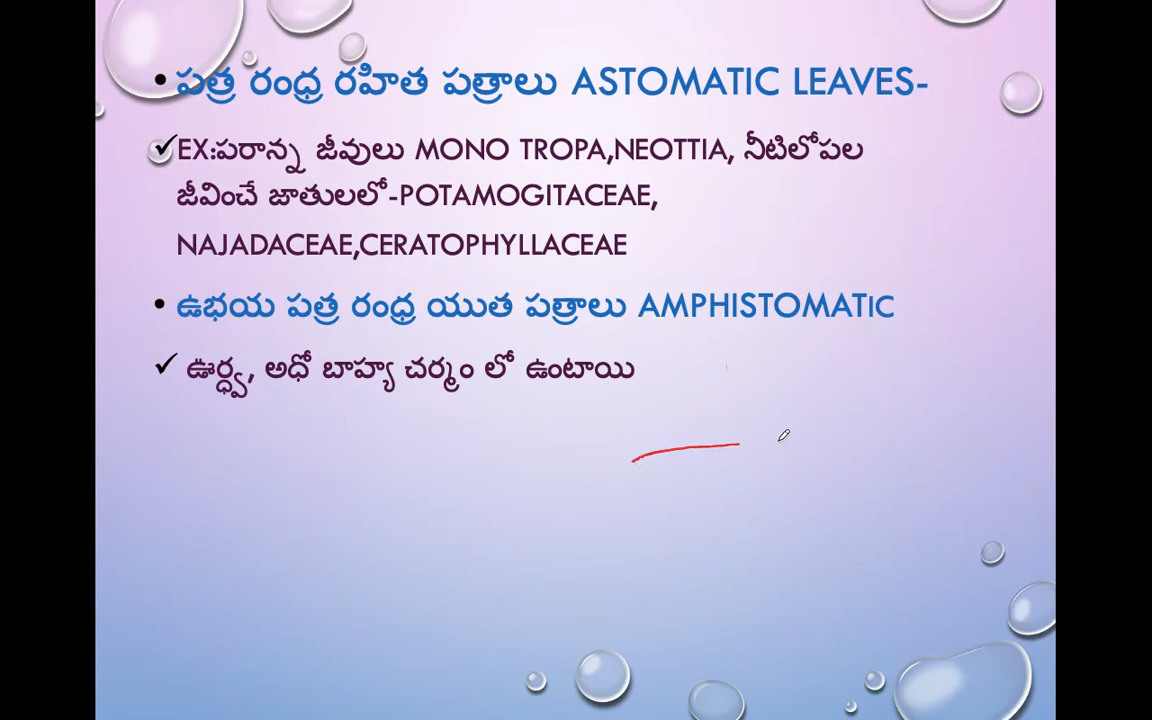 • పత్ర రంధ్ర రహిత పత్రాలు ASTOMATIC LEAVES-
✓EX:పరాన్న జీవులు MONO TROPA,NEOTTIA, నీటిలోపల
జీవించే జాతులలో-POTAMOGITACEAE,
NAJADACEAE,CERATOPHYLLACEAE
• ఉభయ పత్ర రంధ్ర యుత పత్రాలు AMPHISTOMATIC
✓ ఊర్ధ్వ, అధో బాహ్య చర్మం లో ఉంటాయి